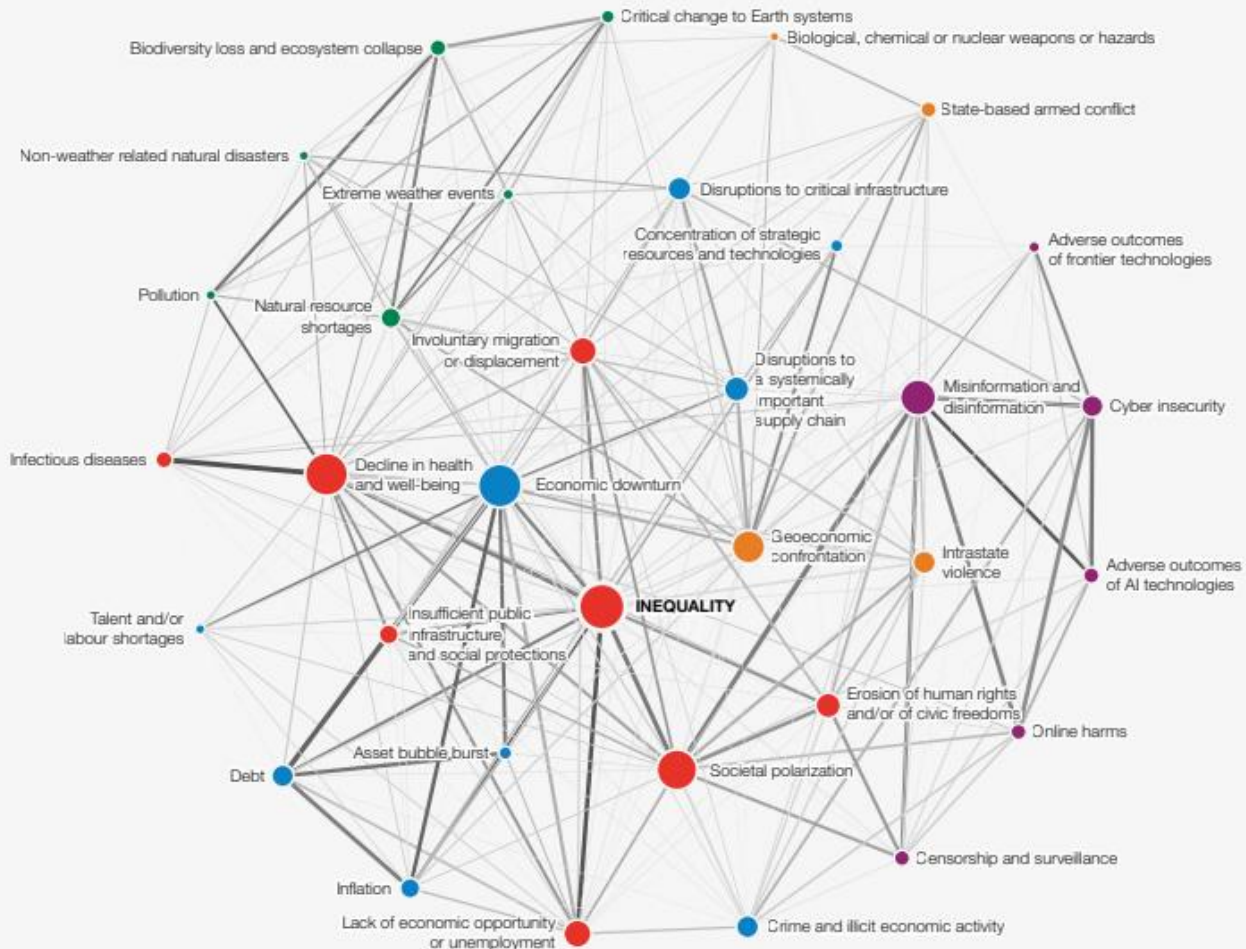 Critical change to Earth systems
Biological, chemical or nuclear weapons or hazards
Biodiversity loss and ecosystem collapse
State-based armed conflict
Non-weather related natural disasters
Extreme weather events
Disruptions to critical infrastructure
Concentration of strategic
resources and technologies
Adverse outcomes
of frontier technologies
Pollution
Natural resource
shortages
Involuntary migration
or displacement
Disruptions to
a systemically
important
supply chain
Misinformation and
disinformation
Cyber insecurity
Infectious diseases
Decline in health
and well-being
Economic downturn
Geoeconomic
confrontation
Intrastate
violence
Adverse outcomes
of AI technologies
Talent and/or
labour shortages
Insufficient public
infrastructure
and social protections
INEQUALITY
Erosion of human rights
and/or of civic freedoms
Online harms
Asset bubble burst
Debt
Societal polarization
Censorship and surveillance
Inflation
Lack of economic opportunity
or unemployment
Crime and illicit economic activity